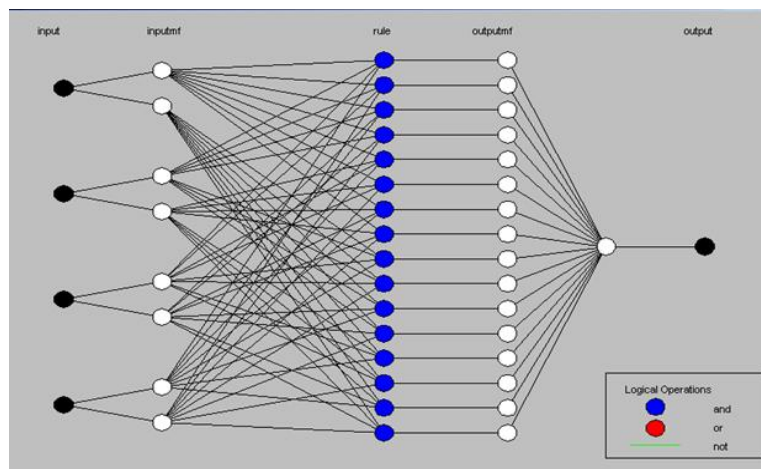 input inputmf rule outputmf output
Logical Operations
and
or
not